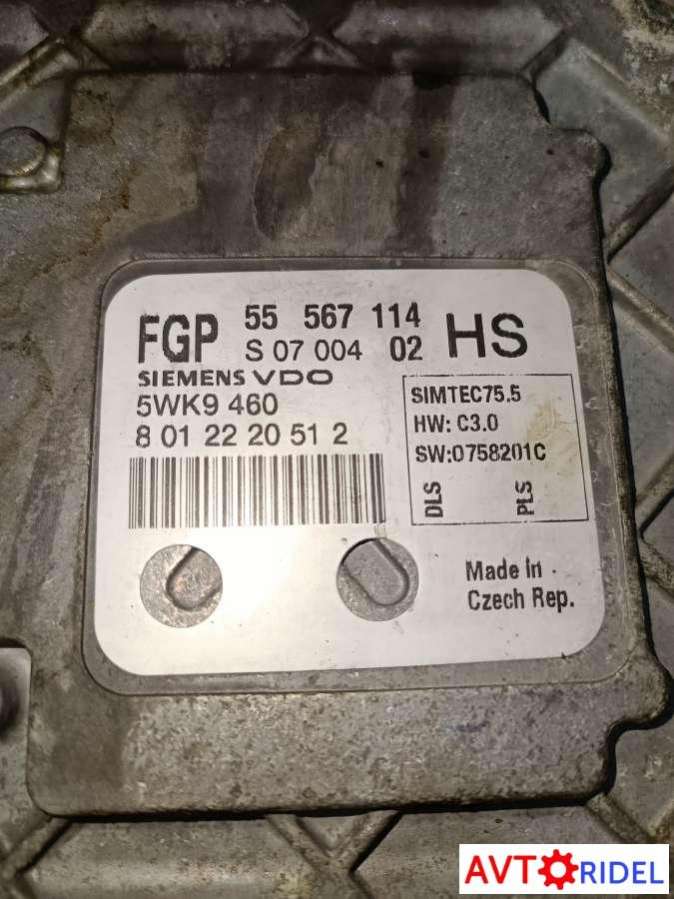 FGP 55 567 114 HS
S 07 004 02
SIEMENS VDO
5WK9 460
8 01 22 20 51 2
SIMTEC75.5
HW: C3.0
SW:0758201C
DLS PLS
Made in
Czech Rep.
AVTORIDEL